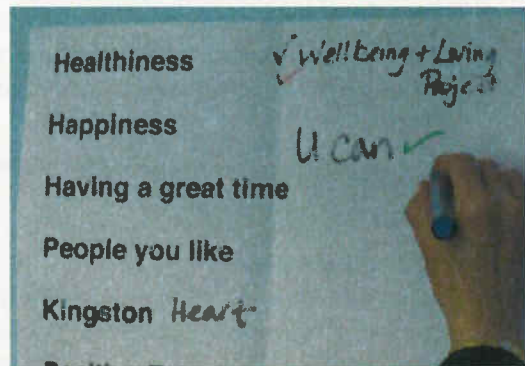 Healthiness
✓ Wellbeing + Living
Project
Happiness
U can ✓
Having a great time
People you like
Kingston Heart